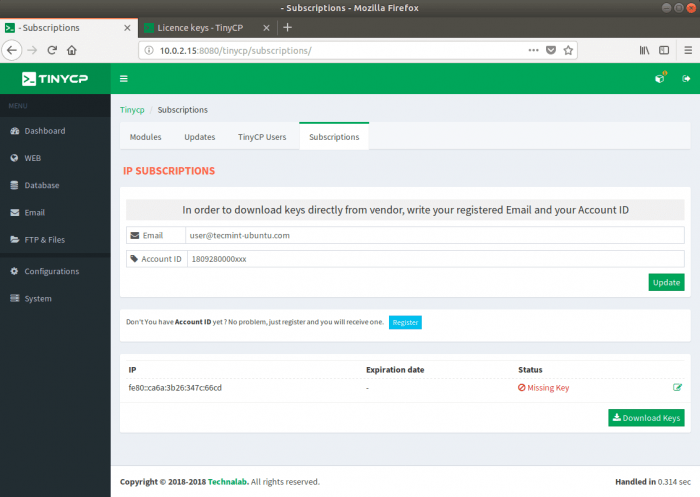 - Subscriptions - Mozilla Firefox
- Subscriptions
Licence keys - TinyCP
10.0.2.15:8080/tinycp/subscriptions/
TINYCP
MENU
Dashboard
WEB
Database
Email
FTP & Files
Configurations
System
Tinycp / Subscriptions
Modules Updates TinyCP Users Subscriptions
IP SUBSCRIPTIONS
In order to download keys directly from vendor, write your registered Email and your Account ID
Email user@tecmint-ubuntu.com
Account ID 1809280000xxx
Update
Don't You have Account ID yet ? No problem, just register and you will receive one. Register
IP Expiration date Status
fe80::ca6a:3b26:347c:66cd - Missing Key
Download Keys
Copyright © 2018-2018 Technalab. All rights reserved. Handled in 0.314 sec